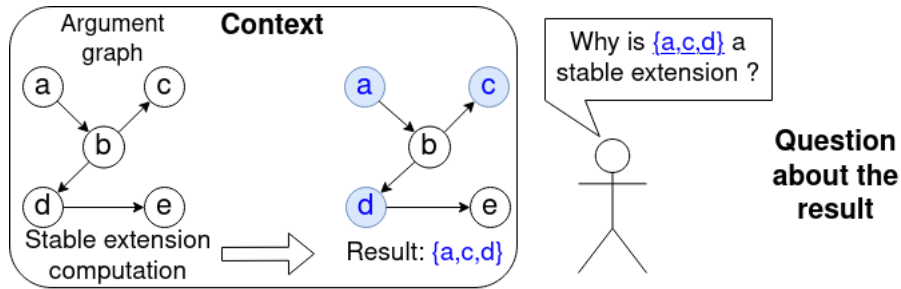 Context
Argument
graph
a
c
b
d
e
Stable extension
computation
a
c
b
d
e
Result: {a,c,d}
Why is {a,c,d} a
stable extension ?
Question
about the
result